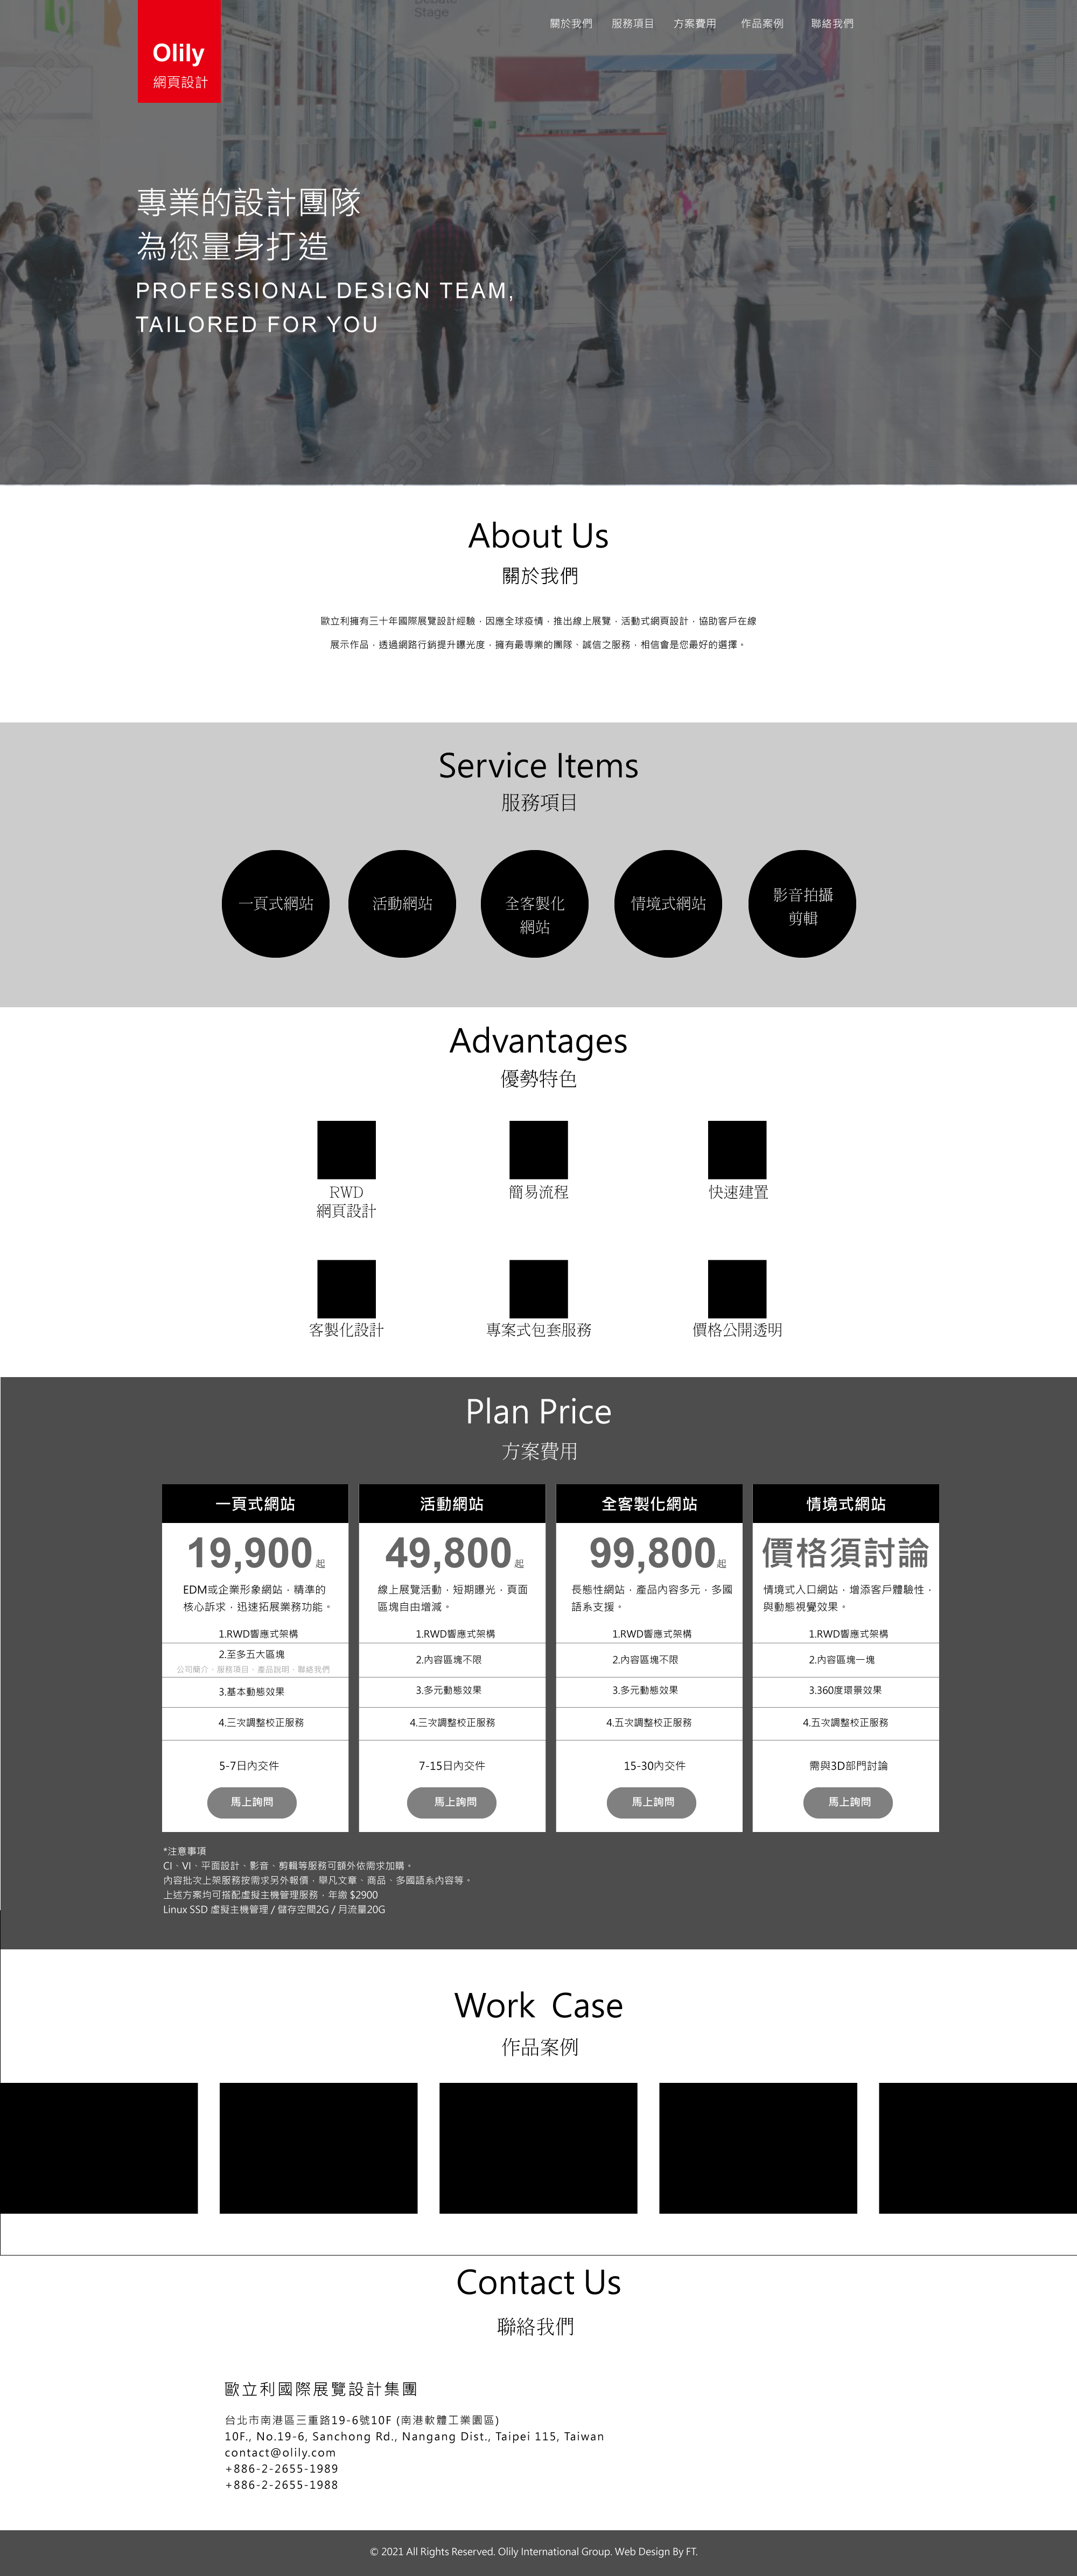 Debate
Stage
Olily
網頁設計
關於我們 服務項目 方案費用 作品案例 聯絡我們
專業的設計團隊
為您量身打造
PROFESSIONAL DESIGN TEAM,
TAILORED FOR YOU
About Us
關於我們
歐立利擁有三十年國際展覽設計經驗，因應全球疫情，推出線上展覽，活動式網頁設計，協助客戶在線
展示作品，透過網路行銷提升曝光度，擁有最專業的團隊、誠信之服務，相信會是您最好的選擇。
Service Items
服務項目
一頁式網站
活動網站
全客製化
網站
情境式網站
影音拍攝
剪輯
Advantages
優勢特色
RWD
網頁設計
簡易流程
快速建置
客製化設計
專案式包套服務
價格公開透明
Plan Price
方案費用
一頁式網站
19,900起
EDM或企業形象網站，精準的
核心訴求，迅速拓展業務功能。
1.RWD響應式架構
2.至多五大區塊
公司簡介、服務項目、產品說明、聯絡我們
3.基本動態效果
4.三次調整校正服務
5-7日內交件
馬上詢問
活動網站
49,800起
線上展覽活動，短期曝光，頁面
區塊自由增減。
1.RWD響應式架構
2.內容區塊不限
3.多元動態效果
4.三次調整校正服務
7-15日內交件
馬上詢問
全客製化網站
99,800起
長態性網站，產品內容多元，多國
語系支援。
1.RWD響應式架構
2.內容區塊不限
3.多元動態效果
4.五次調整校正服務
15-30內交件
馬上詢問
情境式網站
價格須討論
情境式入口網站，增添客戶體驗性，
與動態視覺效果。
1.RWD響應式架構
2.內容區塊一塊
3.360度環景效果
4.五次調整校正服務
需與3D部門討論
馬上詢問
*注意事項
CI、VI、平面設計、影音、剪輯等服務可額外依需求加購。
內容批次上架服務按需求另外報價，舉凡文章、商品、多國語系內容等。
上述方案均可搭配虛擬主機管理服務，年繳 $2900
Linux SSD 虛擬主機管理 / 儲存空間2G / 月流量20G
Work Case
作品案例
Contact Us
聯絡我們
歐立利國際展覽設計集團
台北市南港區三重路19-6號10F (南港軟體工業園區)
10F., No.19-6, Sanchong Rd., Nangang Dist., Taipei 115, Taiwan
contact@olily.com
+886-2-2655-1989
+886-2-2655-1988
© 2021 All Rights Reserved. Olily International Group. Web Design By FT.